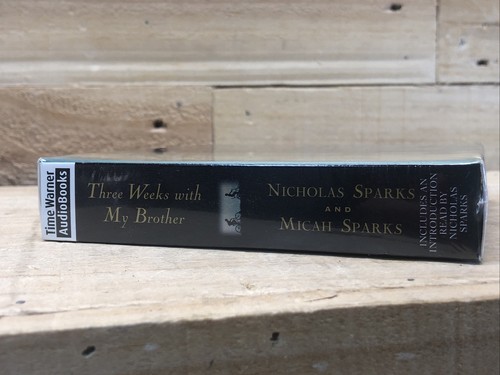 Time Warner
AudioBooks
Three Weeks with
My Brother
NICHOLAS SPARKS
AND
MICAH SPARKS
INCLUDES AN
INTRODUCTION
READ BY
NICHOLAS
SPARKS